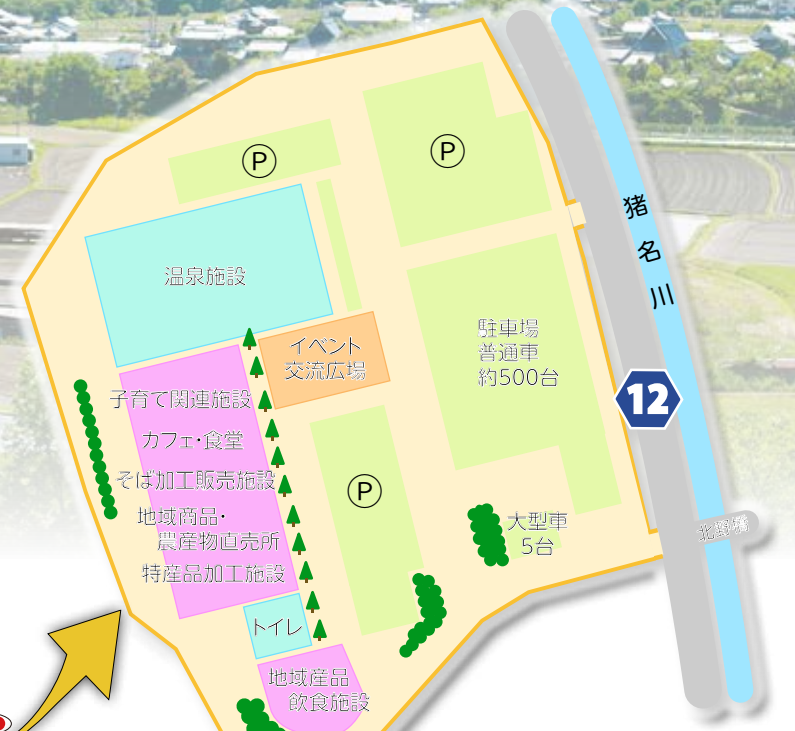 Ⓟ
Ⓟ
猪名川
温泉施設
駐車場
普通車
約500台
イベント
交流広場
12
子育て関連施設
カフェ・食堂
そば加工販売施設
地域商品・
農産物直売所
特産品加工施設
Ⓟ
大型車
5台
北野橋
トイレ
地域産品
飲食施設